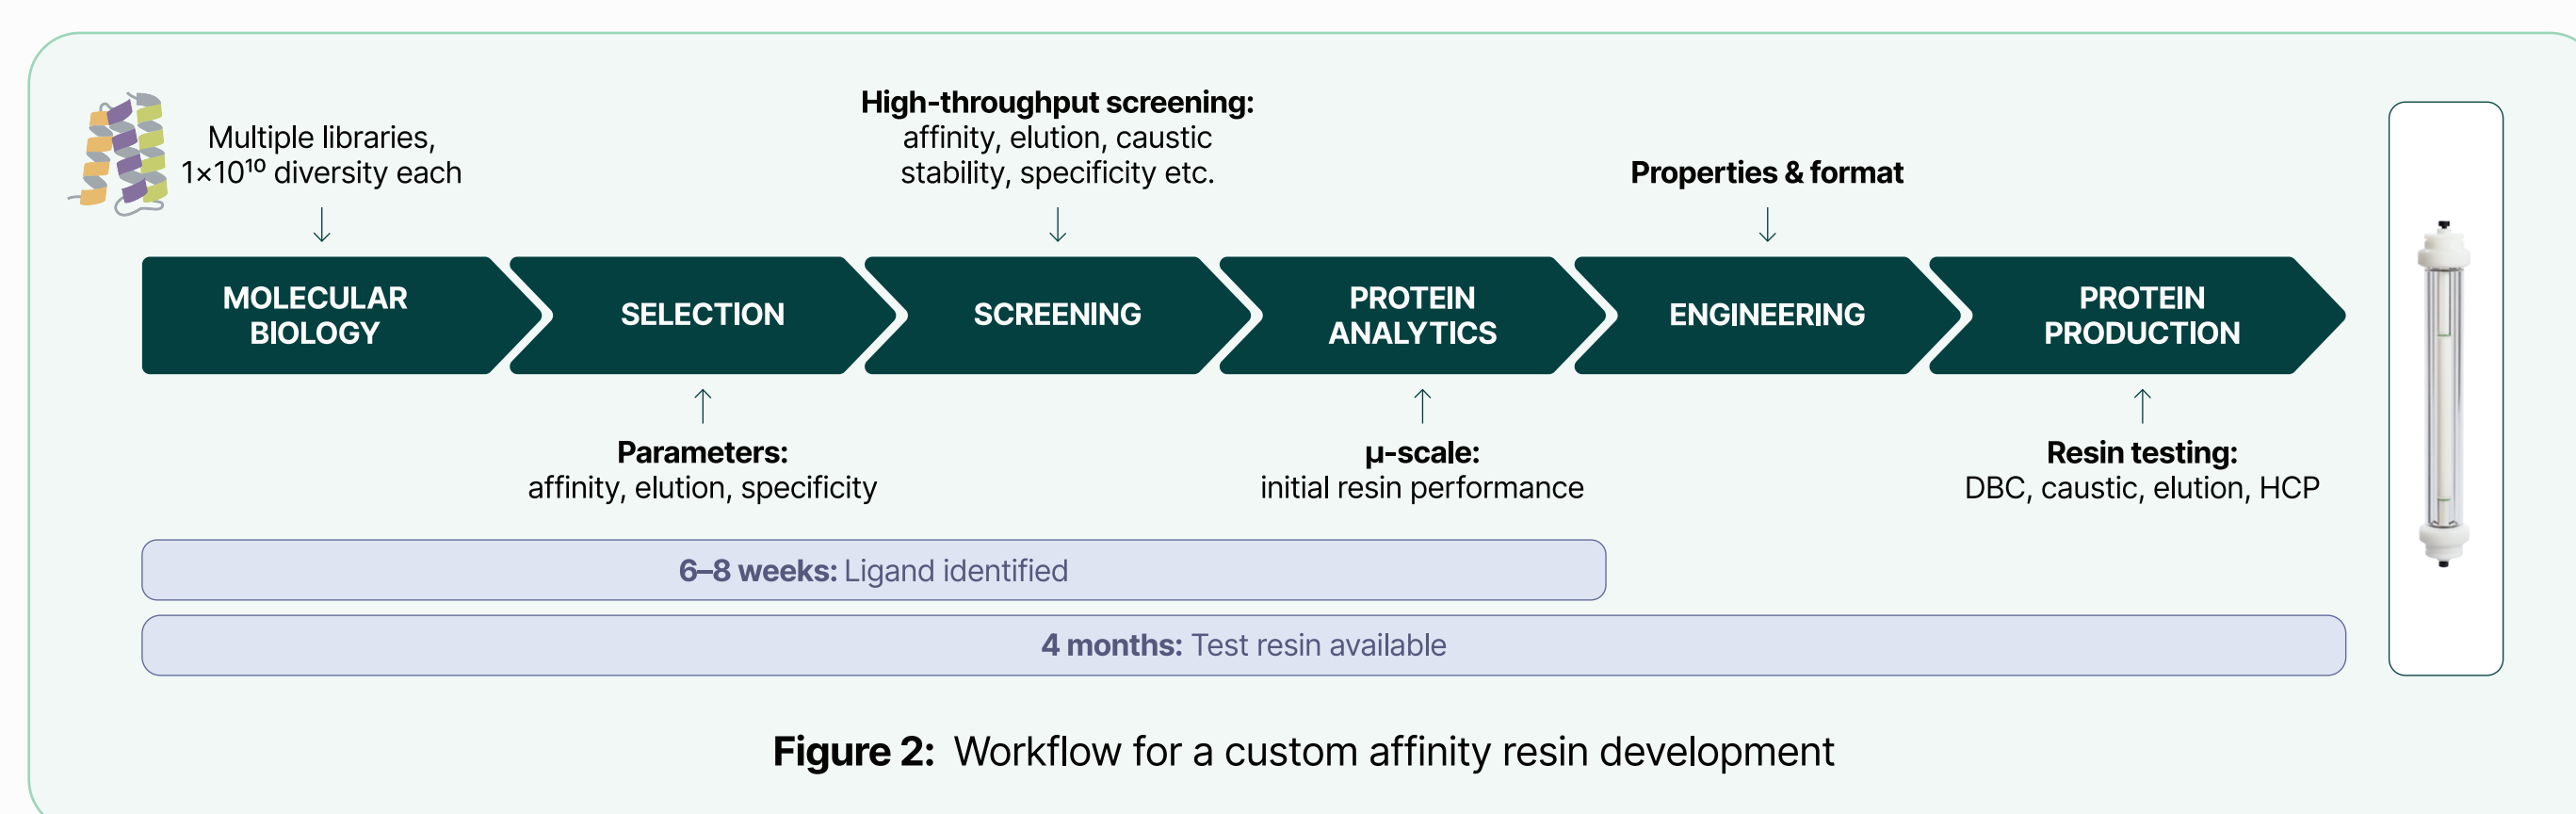 Multiple libraries,
1×10¹⁰ diversity each
High-throughput screening:
affinity, elution, caustic
stability, specificity etc.
Properties & format
MOLECULAR
BIOLOGY
SELECTION
SCREENING
PROTEIN
ANALYTICS
ENGINEERING
PROTEIN
PRODUCTION
Parameters:
affinity, elution, specificity
µ-scale:
initial resin performance
Resin testing:
DBC, caustic, elution, HCP
6–8 weeks: Ligand identified
4 months: Test resin available
Figure 2: Workflow for a custom affinity resin development